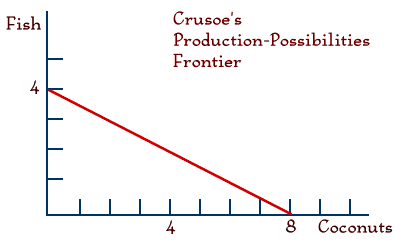 Fish
Crusoe's
Production-Possibilities
Frontier
4
4
8
Coconuts